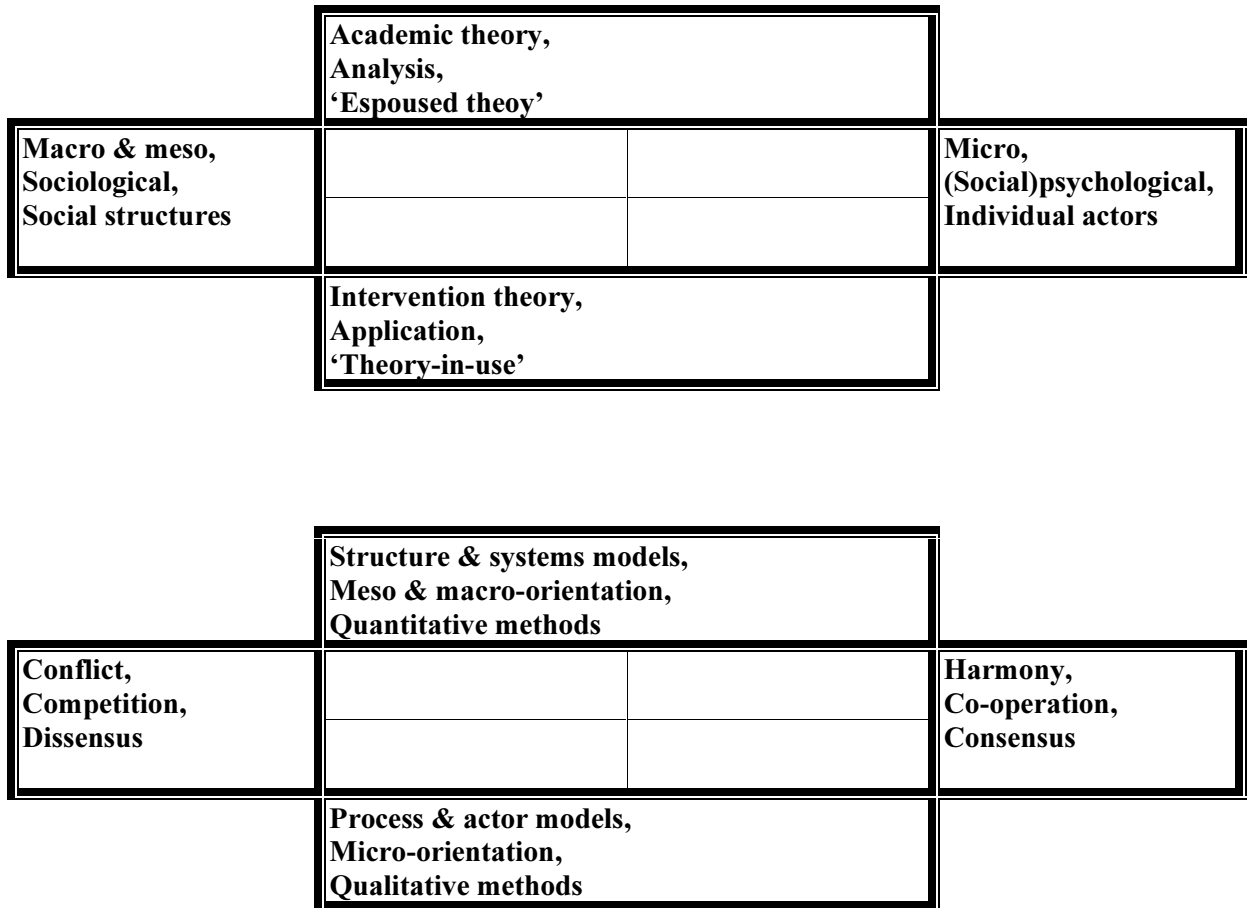 Academic theory,
Analysis,
‘Espoused theoy’
Macro & meso,
Sociological,
Social structures
Micro,
(Social)psychological,
Individual actors
Intervention theory,
Application,
‘Theory-in-use’
Structure & systems models,
Meso & macro-orientation,
Quantitative methods
Conflict,
Competition,
Dissensus
Harmony,
Co-operation,
Consensus
Process & actor models,
Micro-orientation,
Qualitative methods